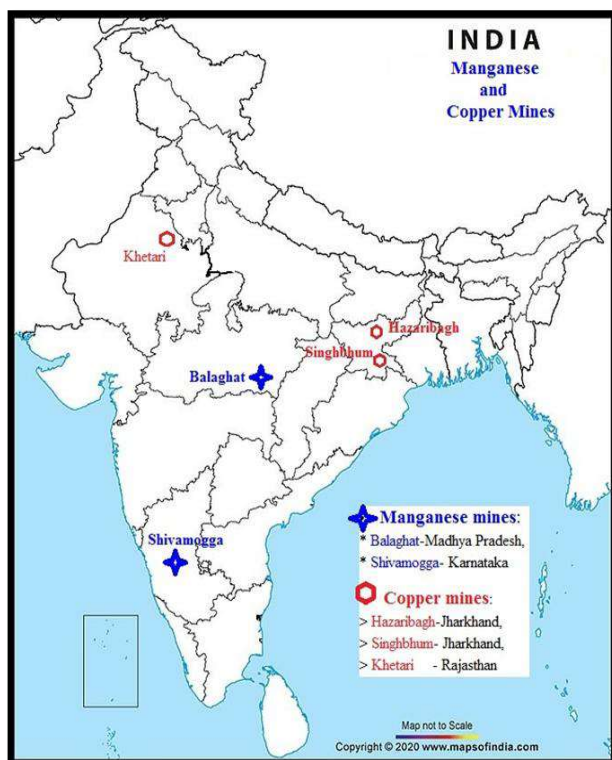 INDIA
Manganese
and
Copper Mines
Khetari
Hazaribagh
Singhbhum
Balaghat
Shivamogga
Manganese mines:
* Balaghat-Madhya Pradesh,
* Shivamogga- Karnataka
Copper mines:
> Hazaribagh-Jharkhand,
> Singhbhum- Jharkhand,
> Khetari - Rajasthan
Map not to Scale
Copyright © 2020 www.mapsofindia.com